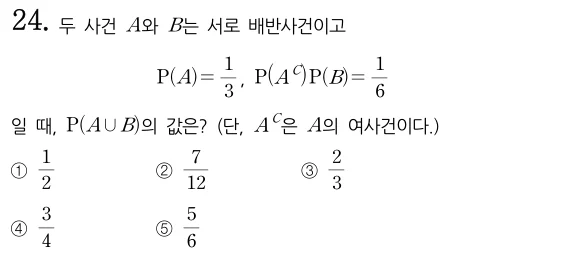 24. 두 사건 A와 B는 서로 배반사건이고
P(A)=1/3, P(A^C)P(B)=1/6
일 때, P(A∪B)의 값은? (단, A^C은 A의 여사건이다.)
① 1/2 ② 7/12 ③ 2/3
④ 3/4 ⑤ 5/6